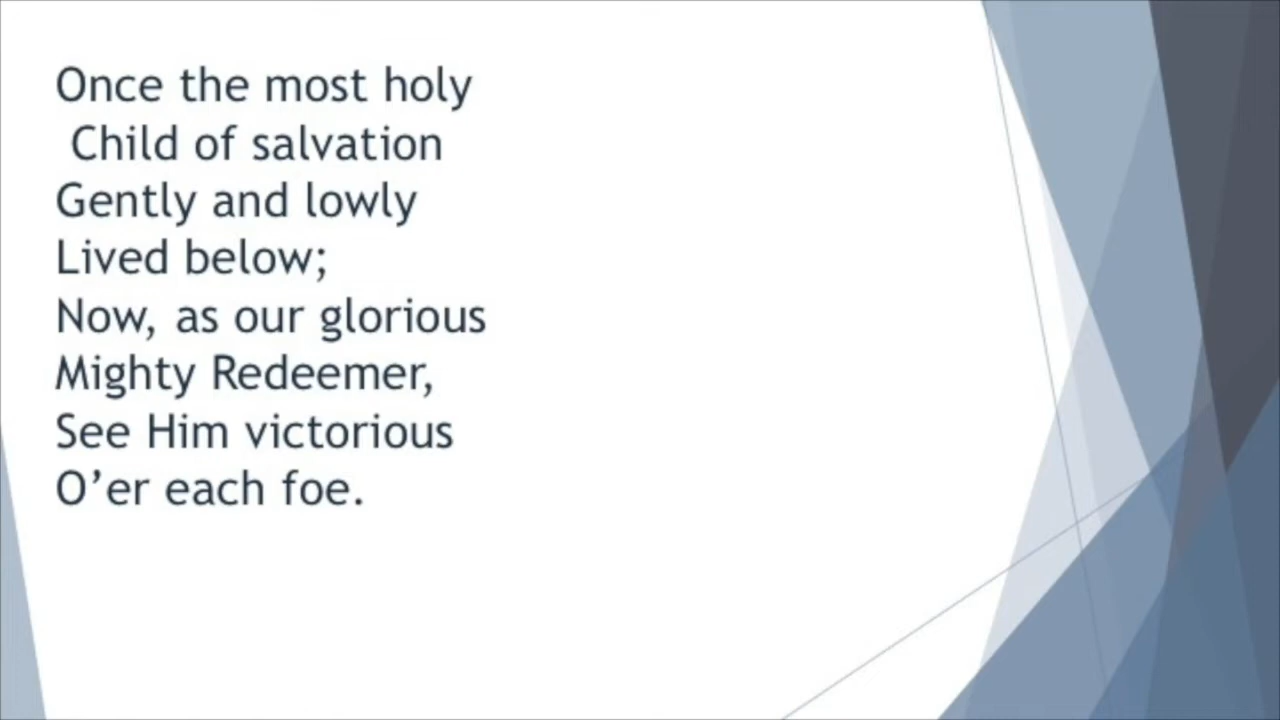 Once the most holy
Child of salvation
Gently and lowly
Lived below;
Now, as our glorious
Mighty Redeemer,
See Him victorious
O’er each foe.